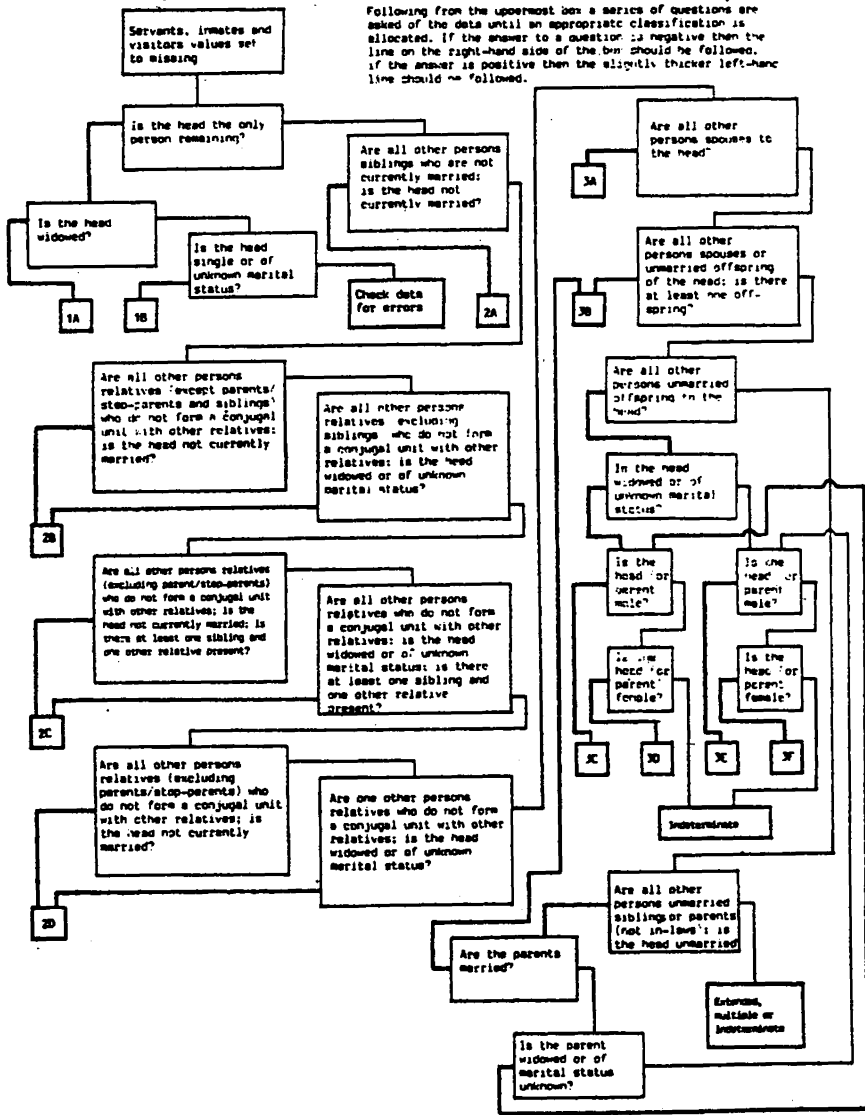 Following from the uppermost box a series of questions are
asked of the data until an appropriate classification is
allocated. If the answer to a question is negative then the
line on the right-hand side of the box should be followed,
if the answer is positive then the slightly thicker left-hand
line should be followed.
Servants, inmates and
visitors values set
to missing
Is the head the only
person remaining?
Are all other persons
siblings who are not
currently married;
is the head not
currently married?
Is the head
widowed?
Is the head
single or of
unknown marital
status?
Check data
for errors
1A
1B
2A
Are all other persons
relatives (except parents/
step-parents and siblings)
who do not form a conjugal
unit with other relatives;
is the head not currently
married?
Are all other persons
relatives excluding
siblings who do not form
a conjugal unit with other
relatives; is the head
widowed or of unknown
marital status?
2B
Are all other persons relatives
(excluding parent/step-parents)
who do not form a conjugal unit
with other relatives; is the
head not currently married; is
there at least one sibling and
one other relative present?
Are all other persons
relatives who do not form
a conjugal unit with other
relatives; is the head
widowed or of unknown
marital status; is there
at least one sibling and
one other relative
present?
2C
Are all other persons
relatives (excluding
parents/step-parents) who
do not form a conjugal unit
with other relatives; is
the head not currently
married?
Are one other persons
relatives who do not form
a conjugal unit with other
relatives; is the head
widowed or of unknown
marital status?
2D
Are all other
persons spouses to
the head?
3A
Are all other
persons spouses or
unmarried offspring
of the head; is there
at least one off-
spring?
3B
Are all other
persons unmarried
offspring to the
head?
In the head
widowed or of
unknown marital
status?
Is the
head (or
parent
male?
Is the
head (or
parent
male?
Is the
head (or
parent
female?
Is the
head (or
parent
female?
3C
3D
3E
3F
Indeterminate
Are all other
persons unmarried
siblings or parents
(not in-laws); is
the head unmarried
Are the parents
married?
Extended,
multiple or
Indeterminate
Is the parent
widowed or of
marital status
unknown?